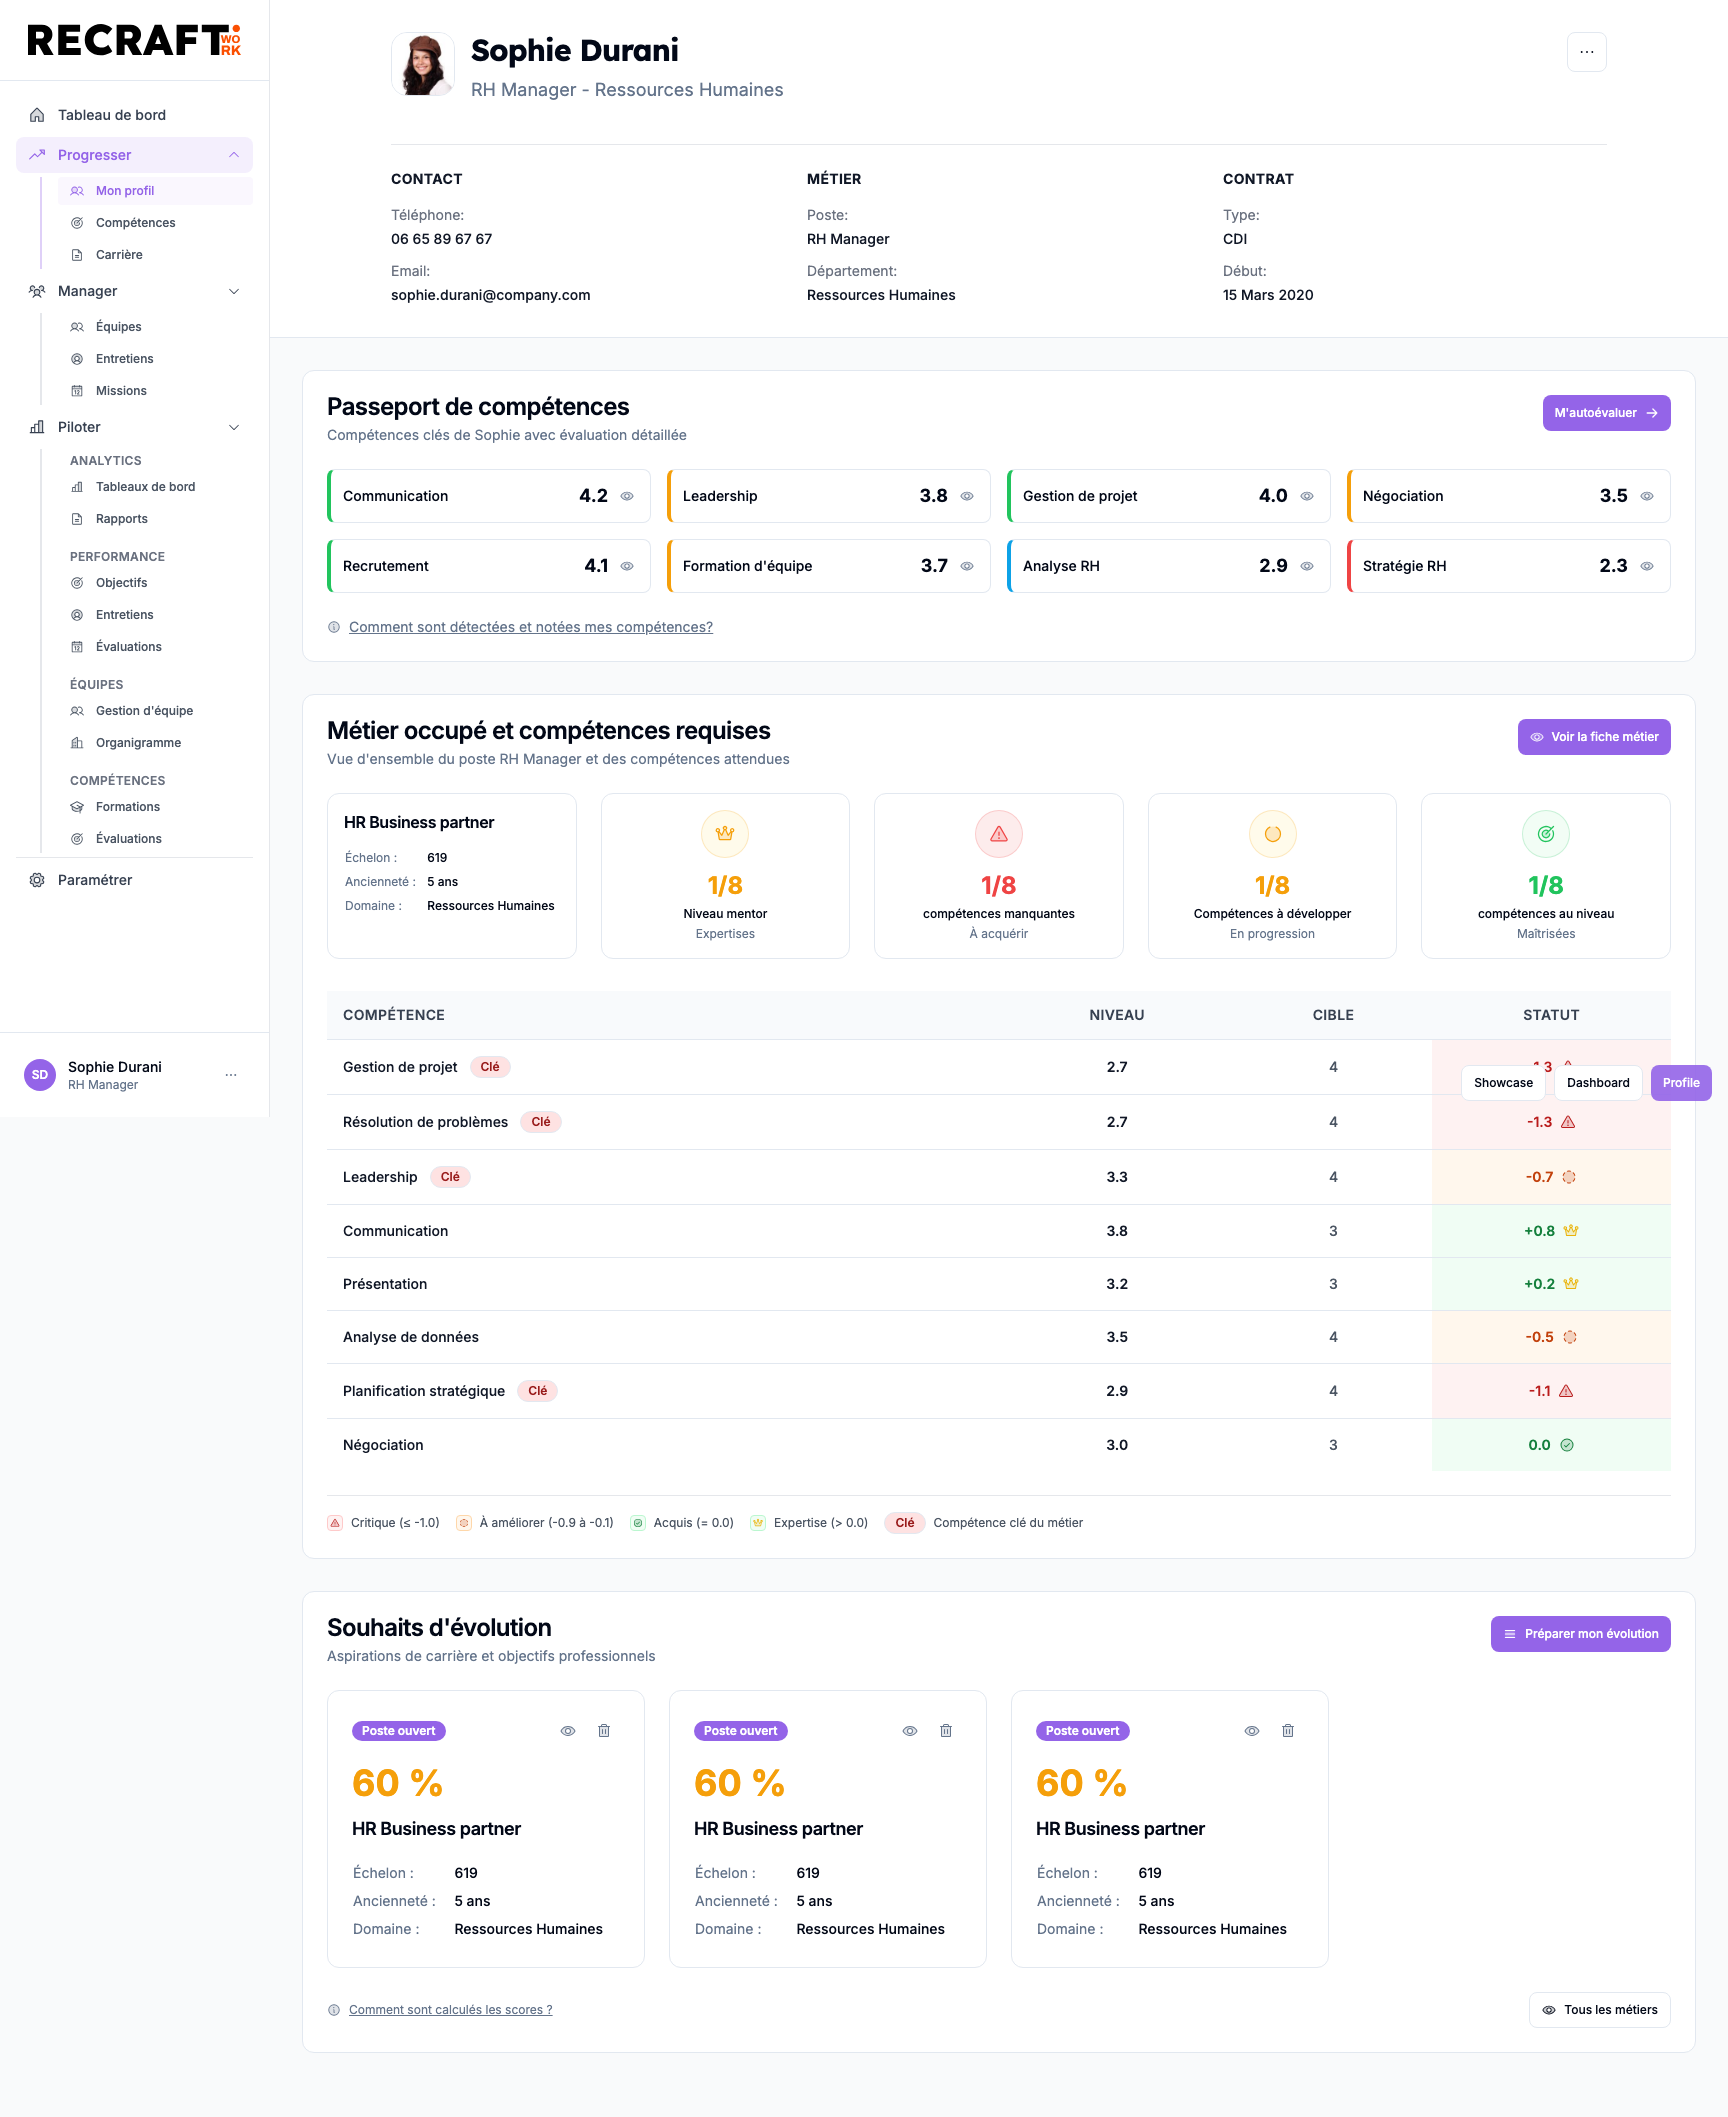 RECRAFT
WO
RK
Tableau de bord
Progresser
Mon profil
Compétences
Carrière
Manager
Équipes
Entretiens
Missions
Piloter
ANALYTICS
Tableaux de bord
Rapports
PERFORMANCE
Objectifs
Entretiens
Évaluations
ÉQUIPES
Gestion d'équipe
Organigramme
COMPÉTENCES
Formations
Évaluations
Paramétrer
SD
Sophie Durani
RH Manager
...
Sophie Durani
RH Manager - Ressources Humaines
...
CONTACT
Téléphone:
06 65 89 67 67
Email:
sophie.durani@company.com
MÉTIER
Poste:
RH Manager
Département:
Ressources Humaines
CONTRAT
Type:
CDI
Début:
15 Mars 2020
Passeport de compétences
Compétences clés de Sophie avec évaluation détaillée
M'autoévaluer
Communication 4.2
Leadership 3.8
Gestion de projet 4.0
Négociation 3.5
Recrutement 4.1
Formation d'équipe 3.7
Analyse RH 2.9
Stratégie RH 2.3
Comment sont détectées et notées mes compétences?
Métier occupé et compétences requises
Vue d'ensemble du poste RH Manager et des compétences attendues
Voir la fiche métier
HR Business partner
Échelon : 619
Ancienneté : 5 ans
Domaine : Ressources Humaines
1/8
Niveau mentor
Expertises
1/8
compétences manquantes
À acquérir
1/8
Compétences à développer
En progression
1/8
compétences au niveau
Maîtrisées
COMPÉTENCE NIVEAU CIBLE STATUT
Gestion de projet Clé 2.7 4 -1.3
Showcase
Dashboard
Profile
Résolution de problèmes Clé 2.7 4 -1.3
Leadership Clé 3.3 4 -0.7
Communication 3.8 3 +0.8
Présentation 3.2 3 +0.2
Analyse de données 3.5 4 -0.5
Planification stratégique Clé 2.9 4 -1.1
Négociation 3.0 3 0.0
Critique (≤ -1.0) À améliorer (-0.9 à -0.1) Acquis (= 0.0) Expertise (> 0.0) Clé Compétence clé du métier
Souhaits d'évolution
Aspirations de carrière et objectifs professionnels
Préparer mon évolution
Poste ouvert
60 %
HR Business partner
Échelon : 619
Ancienneté : 5 ans
Domaine : Ressources Humaines
Poste ouvert
60 %
HR Business partner
Échelon : 619
Ancienneté : 5 ans
Domaine : Ressources Humaines
Poste ouvert
60 %
HR Business partner
Échelon : 619
Ancienneté : 5 ans
Domaine : Ressources Humaines
Comment sont calculés les scores ?
Tous les métiers